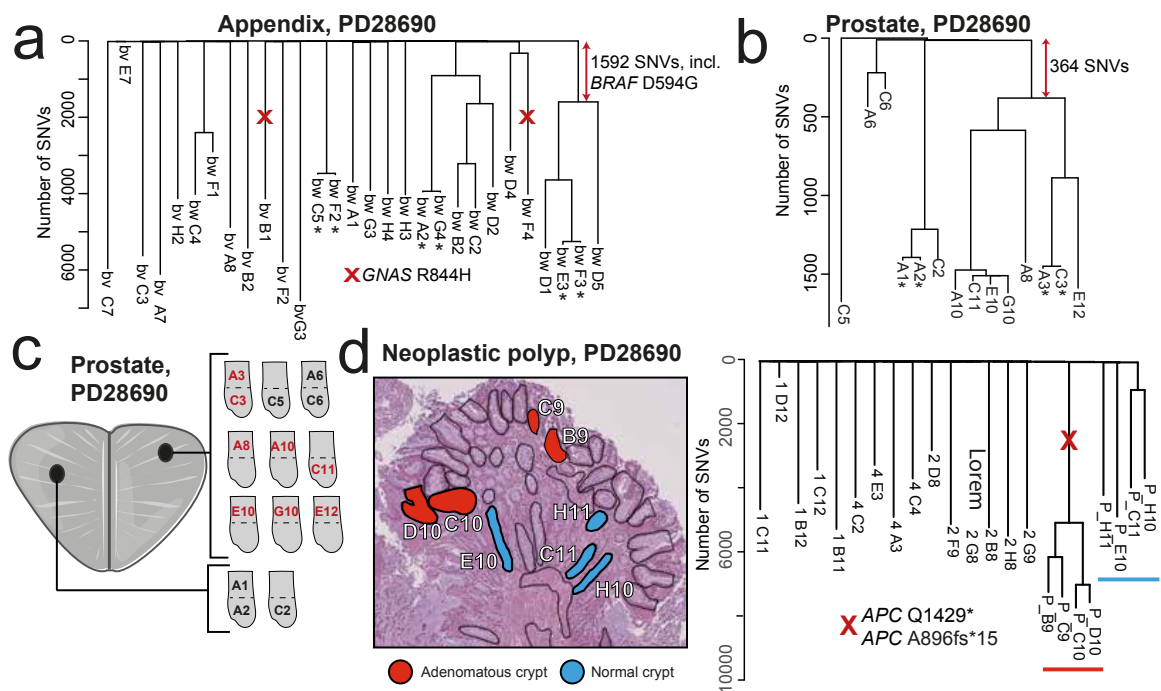 a
Appendix, PD28690
Number of SNVs
0
2000
4000
6000
bv C7
bv E7
bv C3
bv A7
bv H2
bw C4
bw F1
bv A8
bv B2
bv B1
bv F2
bvG3
bw C5*
bw F2*
bw A1
bw G3
bw H4
bw H3
bw A2*
bw G4*
bw B2
bw C2
bw D2
bw D4
bw F4
bw D1
bw E3*
bw F3*
bw D5
1592 SNVs, incl.
BRAF D594G
X GNAS R844H
b
Prostate, PD28690
Number of SNVs
0
500
1000
1500
C5
A6
C6
A1*
A2*
C2
A10
C11
E10
G10
A8
A3*
C3*
E12
364 SNVs
c
Prostate,
PD28690
A3
C3
C5
A6
C6
A8
A10
C11
E10
G10
E12
A1
A2
C2
d
Neoplastic polyp, PD28690
C9
B9
D10
C10
E10
H11
C11
H10
Adenomatous crypt
Normal crypt
Number of SNVs
0
2000
6000
10000
1 C11
1 D12
1 B12
1 C12
1 B11
4 C2
4 E3
4 A3
4 C4
2 D8
2 F9
Lorem
2 G8
2 B8
2 H8
2 G9
P_B9
P_C9
P_C10
P_D10
P_H11
P_E10
P_C11
P_H10
X APC Q1429*
APC A896fs*15